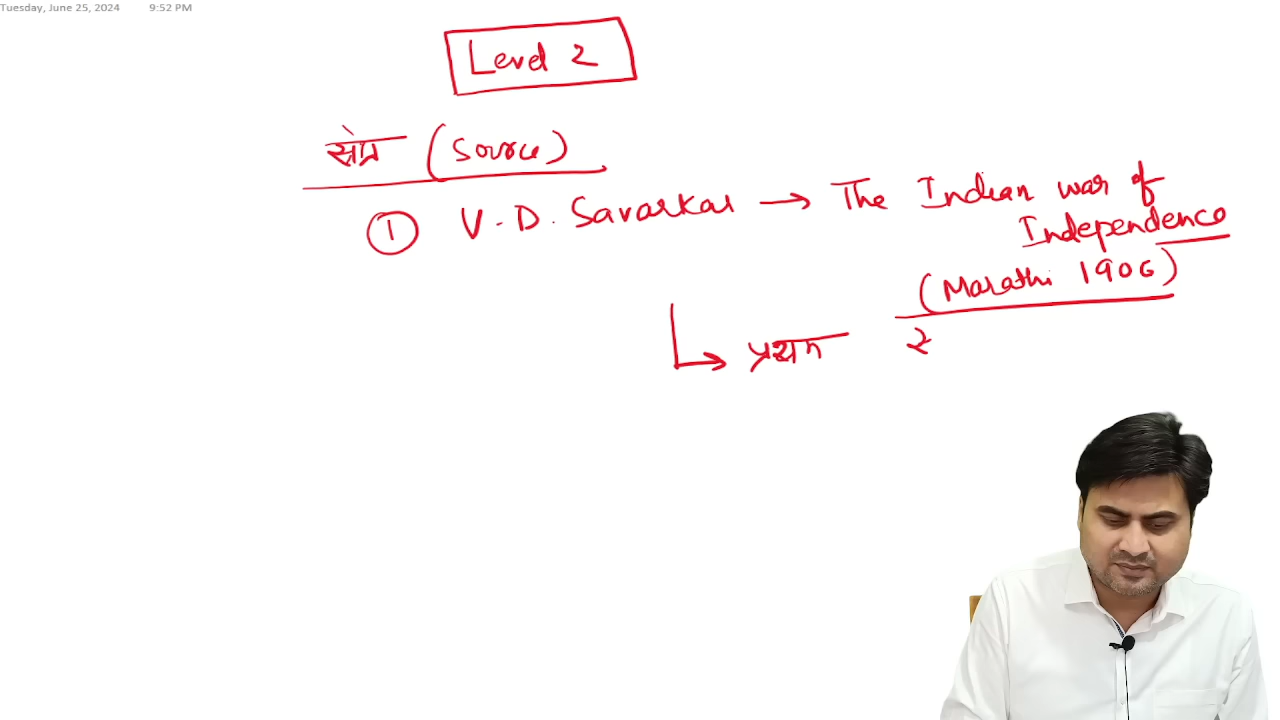 Tuesday, June 25, 2024 9:52 PM
Level 2
स्रोत (Source)
① V.D. Savarkar → The Indian war of
Independence
(Marathi 1906)
↳ प्रथम